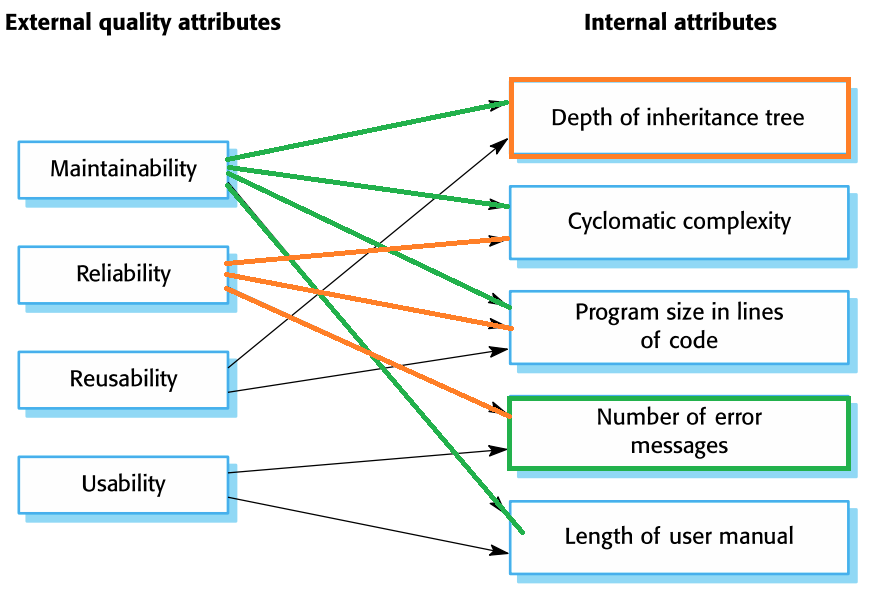 External quality attributes
Internal attributes
Maintainability
Reliability
Reusability
Usability
Depth of inheritance tree
Cyclomatic complexity
Program size in lines
of code
Number of error
messages
Length of user manual